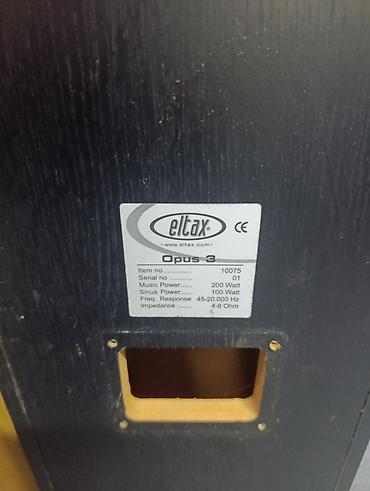 eltax®
CE
• www.eltax.com •
Opus 3
Item no.............. 10075
Serial no ........... 01
Music Power...... 200 Watt
Sinus Power...... 100 Watt
Freq. Response 45-20.000 Hz
Impedance ....... 4-8 Ohm